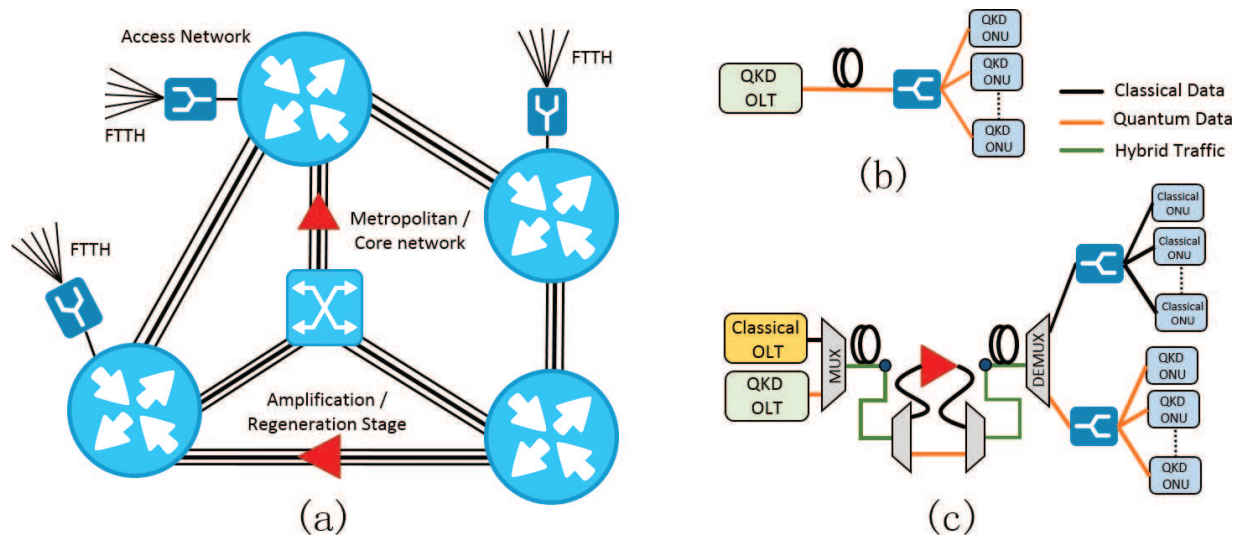 Access Network
FTTH
FTTH
FTTH
FTTH
Metropolitan /
Core network
Amplification /
Regeneration Stage
(a)
QKD
OLT
QKD
ONU
QKD
ONU
QKD
ONU
(b)
Classical Data
Quantum Data
Hybrid Traffic
Classical
OLT
QKD
OLT
MUX
DEMUX
Classical
ONU
Classical
ONU
Classical
ONU
QKD
ONU
QKD
ONU
QKD
ONU
(c)